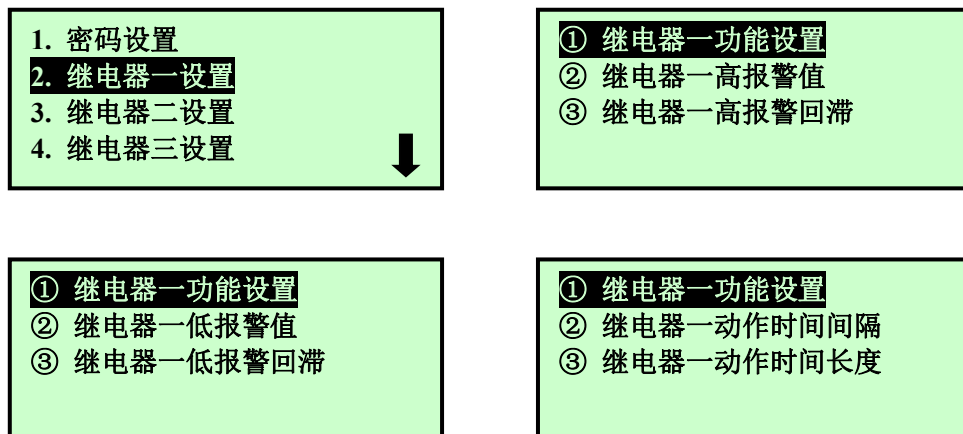 1. 密码设置
2. 继电器一设置
3. 继电器二设置
4. 继电器三设置
① 继电器一功能设置
② 继电器一高报警值
③ 继电器一高报警回滞
① 继电器一功能设置
② 继电器一低报警值
③ 继电器一低报警回滞
① 继电器一功能设置
② 继电器一动作时间间隔
③ 继电器一动作时间长度